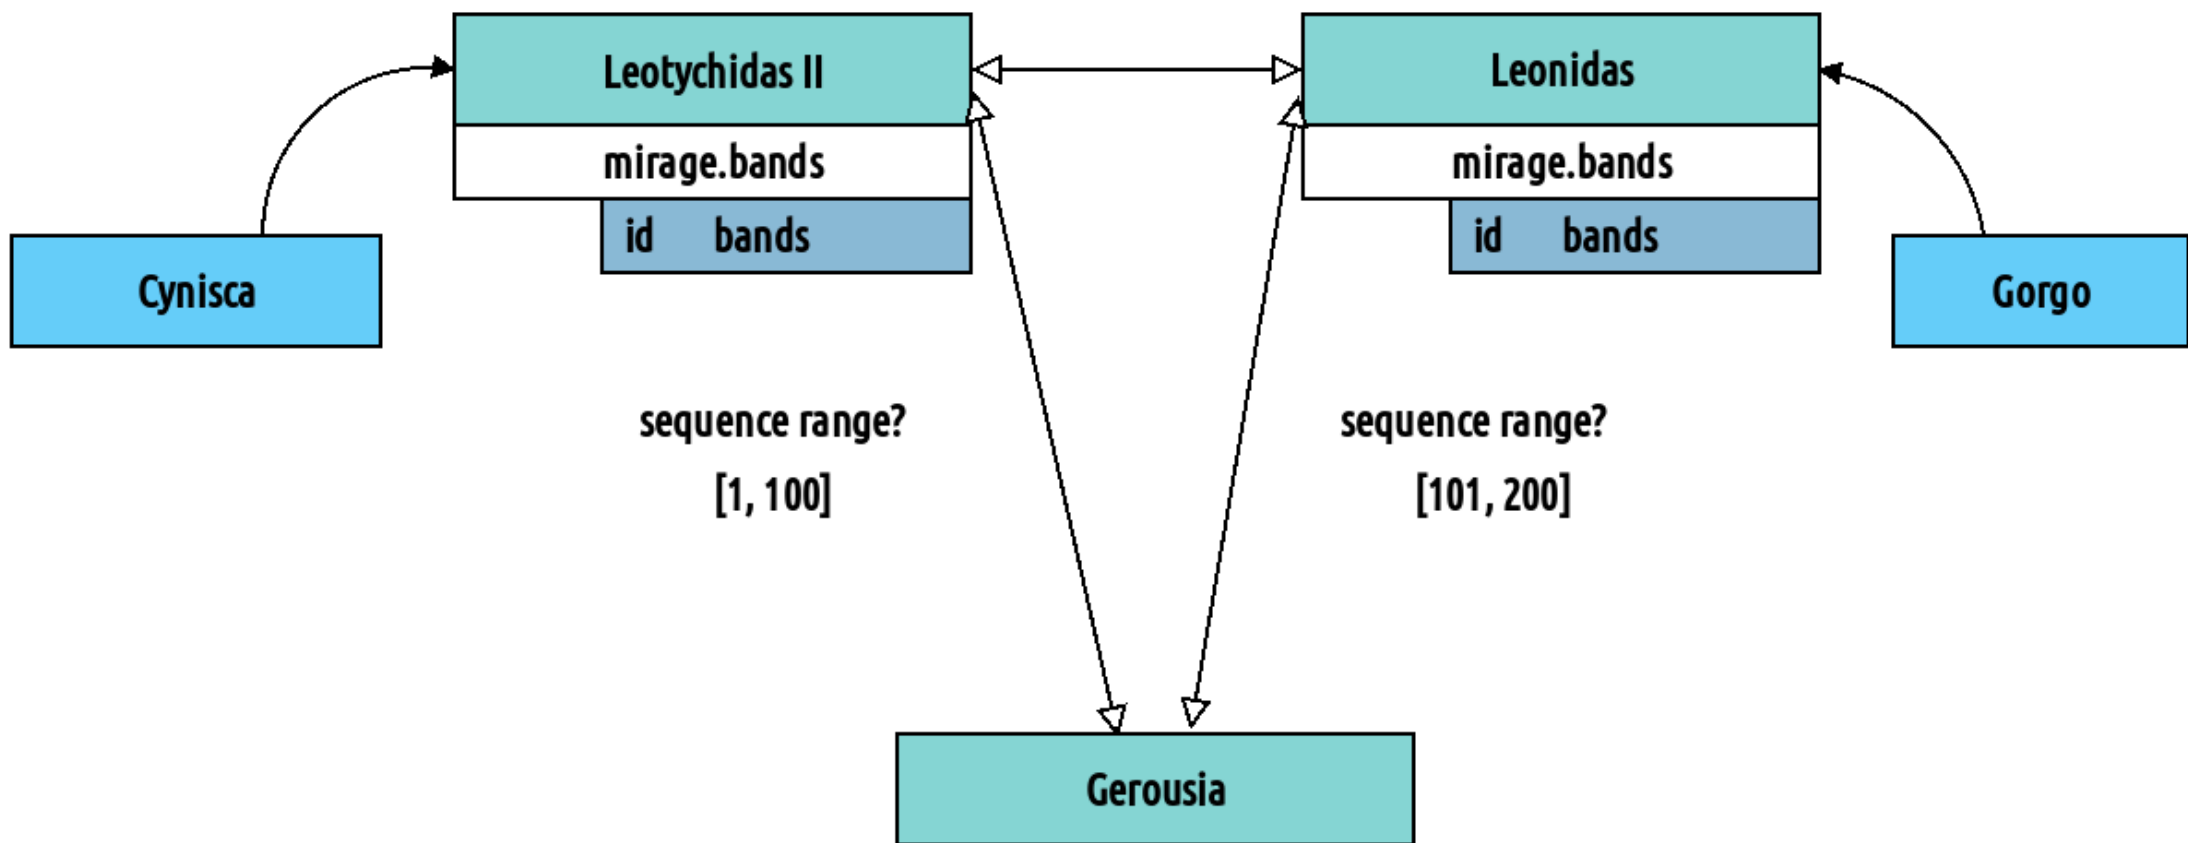 Leotychidas II
mirage.bands
id bands
Leonidas
mirage.bands
id bands
Cynisca
Gorgo
sequence range?
[1, 100]
sequence range?
[101, 200]
Gerousia